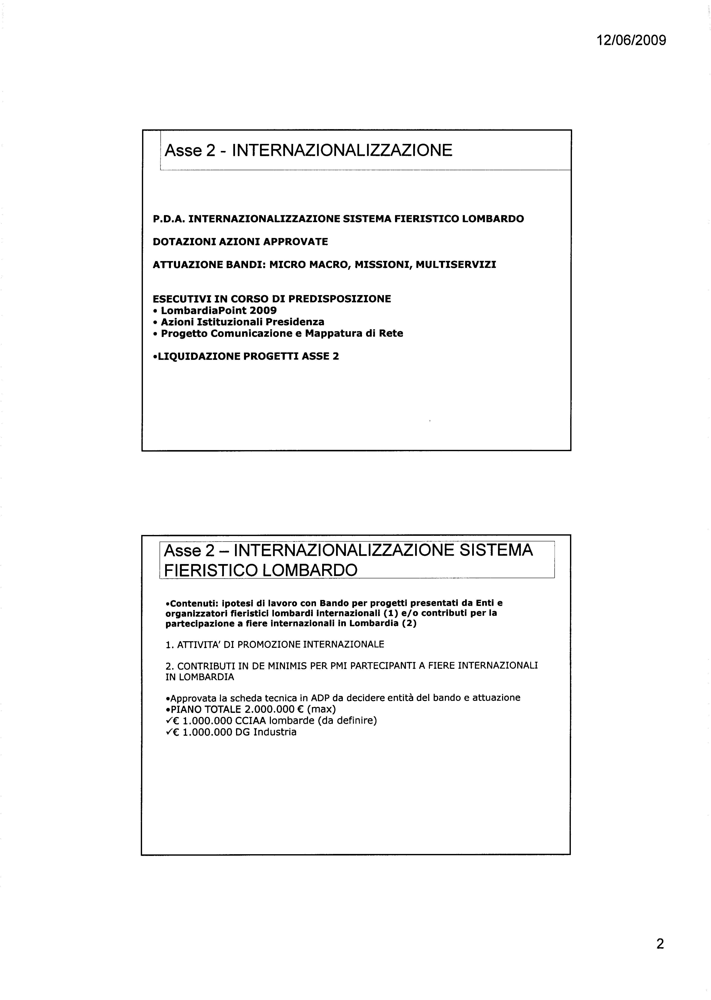 12/06/2009
Asse 2 - INTERNAZIONALIZZAZIONE
P.D.A. INTERNAZIONALIZZAZIONE SISTEMA FIERISTICO LOMBARDO
DOTAZIONI AZIONI APPROVATE
ATTUAZIONE BANDI: MICRO MACRO, MISSIONI, MULTISERVIZI
ESECUTIVI IN CORSO DI PREDISPOSIZIONE
• LombardiaPoint 2009
• Azioni Istituzionali Presidenza
• Progetto Comunicazione e Mappatura di Rete
•LIQUIDAZIONE PROGETTI ASSE 2
Asse 2 – INTERNAZIONALIZZAZIONE SISTEMA
FIERISTICO LOMBARDO
•Contenuti: ipotesi di lavoro con Bando per progetti presentati da Enti e
organizzatori fieristici lombardi internazionali (1) e/o contributi per la
partecipazione a fiere internazionali in Lombardia (2)
1. ATTIVITA' DI PROMOZIONE INTERNAZIONALE
2. CONTRIBUTI IN DE MINIMIS PER PMI PARTECIPANTI A FIERE INTERNAZIONALI
IN LOMBARDIA
•Approvata la scheda tecnica in ADP da decidere entità del bando e attuazione
•PIANO TOTALE 2.000.000 € (max)
✓€ 1.000.000 CCIAA lombarde (da definire)
✓€ 1.000.000 DG Industria
2